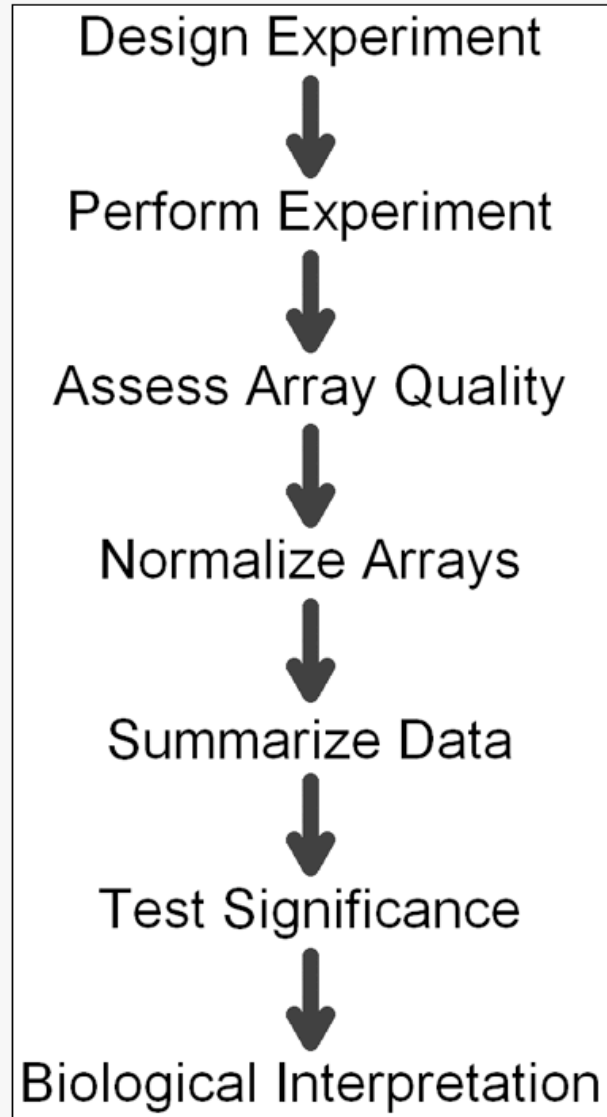 Design Experiment
Perform Experiment
Assess Array Quality
Normalize Arrays
Summarize Data
Test Significance
Biological Interpretation